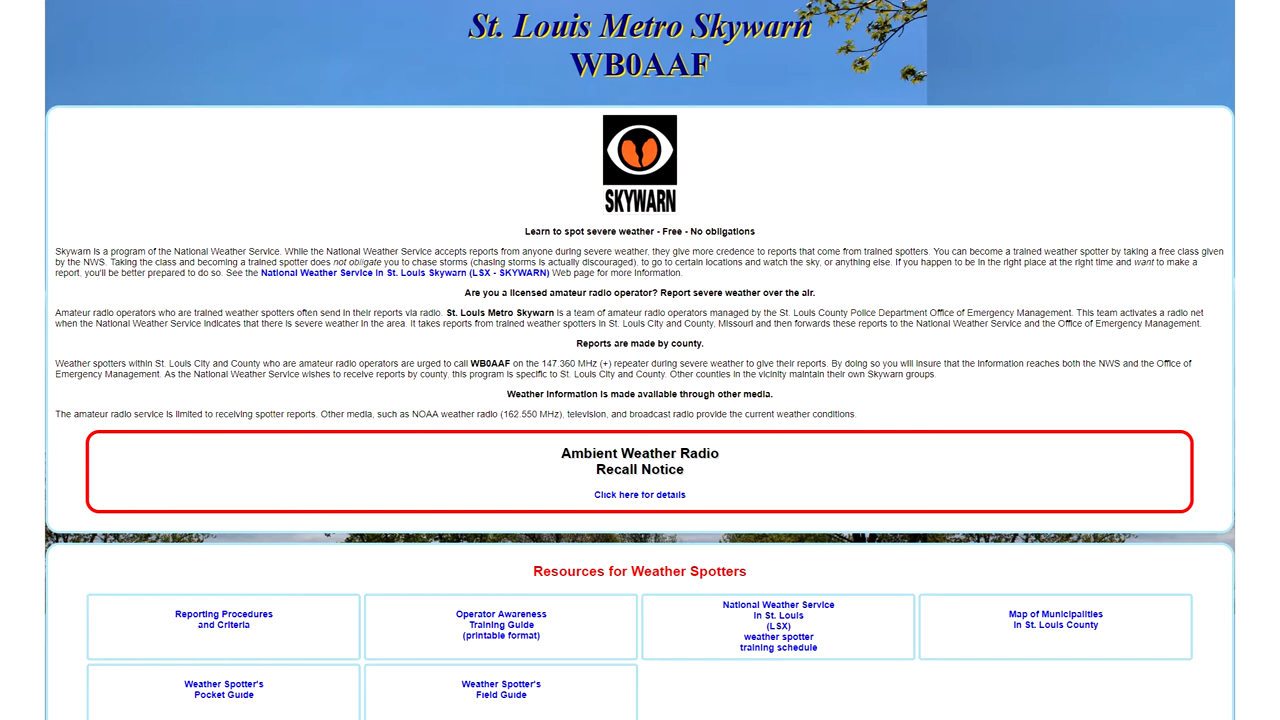 St. Louis Metro Skywarn
WB0AAF
SKYWARN
Learn to spot severe weather - Free - No obligations
Skywarn is a program of the National Weather Service. While the National Weather Service accepts reports from anyone during severe weather, they give more credence to reports that come from trained spotters. You can become a trained weather spotter by taking a free class given
by the NWS. Taking the class and becoming a trained spotter does not obligate you to chase storms (chasing storms is actually discouraged), to go to certain locations and watch the sky, or anything else. If you happen to be in the right place at the right time and want to make a
report, you'll be better prepared to do so. See the National Weather Service in St. Louis Skywarn (LSX - SKYWARN) Web page for more information.
Are you a licensed amateur radio operator? Report severe weather over the air.
Amateur radio operators who are trained weather spotters often send in their reports via radio. St. Louis Metro Skywarn is a team of amateur radio operators managed by the St. Louis County Police Department Office of Emergency Management. This team activates a radio net
when the National Weather Service indicates that there is severe weather in the area. It takes reports from trained weather spotters in St. Louis City and County, Missouri and then forwards these reports to the National Weather Service and the Office of Emergency Management.
Reports are made by county.
Weather spotters within St. Louis City and County who are amateur radio operators are urged to call WB0AAF on the 147.360 MHz (+) repeater during severe weather to give their reports. By doing so you will insure that the information reaches both the NWS and the Office of
Emergency Management. As the National Weather Service wishes to receive reports by county, this program is specific to St. Louis City and County. Other counties in the vicinity maintain their own Skywarn groups.
Weather information is made available through other media.
The amateur radio service is limited to receiving spotter reports. Other media, such as NOAA weather radio (162.550 MHz), television, and broadcast radio provide the current weather conditions.
Ambient Weather Radio
Recall Notice
Click here for details
Resources for Weather Spotters
Reporting Procedures
and Criteria
Operator Awareness
Training Guide
(printable format)
National Weather Service
in St. Louis
(LSX)
weather spotter
training schedule
Map of Municipalities
in St. Louis County
Weather Spotter's
Pocket Guide
Weather Spotter's
Field Guide